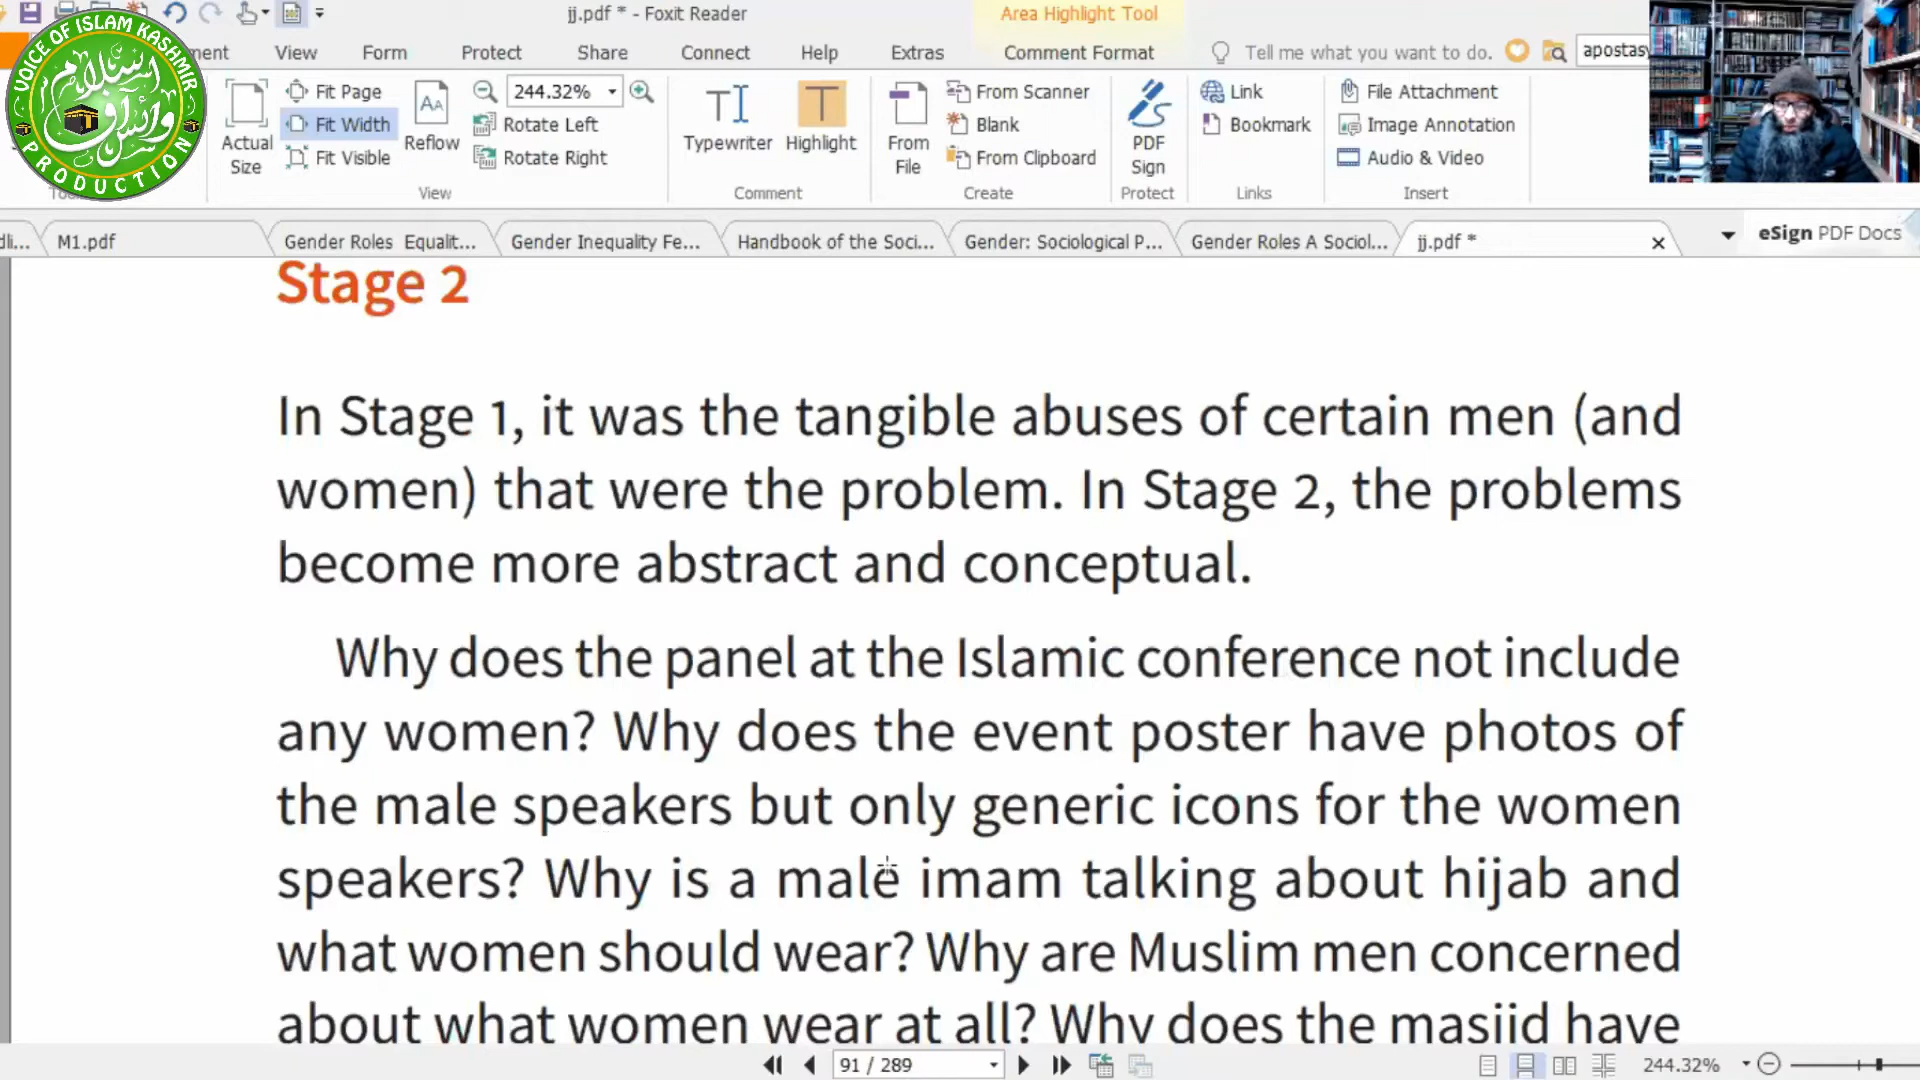 jj.pdf * - Foxit Reader
Area Highlight Tool
VOICE OF ISLAM KASHMIR
PRODUCTION
ment
View
Form
Protect
Share
Connect
Help
Extras
Comment Format
Tell me what you want to do.
apostasy
Actual
Size
Fit Page
Fit Width
Fit Visible
Reflow
244.32%
Rotate Left
Rotate Right
View
Typewriter
Highlight
Comment
From
File
From Scanner
Blank
From Clipboard
Create
PDF
Sign
Protect
Link
Bookmark
Links
File Attachment
Image Annotation
Audio & Video
Insert
dli...
M1.pdf
Gender Roles Equalit...
Gender Inequality Fe...
Handbook of the Soci...
Gender: Sociological P...
Gender Roles A Sociol...
jj.pdf *
eSign PDF Docs
Stage 2
In Stage 1, it was the tangible abuses of certain men (and
women) that were the problem. In Stage 2, the problems
become more abstract and conceptual.
Why does the panel at the Islamic conference not include
any women? Why does the event poster have photos of
the male speakers but only generic icons for the women
speakers? Why is a male imam talking about hijab and
what women should wear? Why are Muslim men concerned
about what women wear at all? Why does the masjid have
91 / 289
244.32%